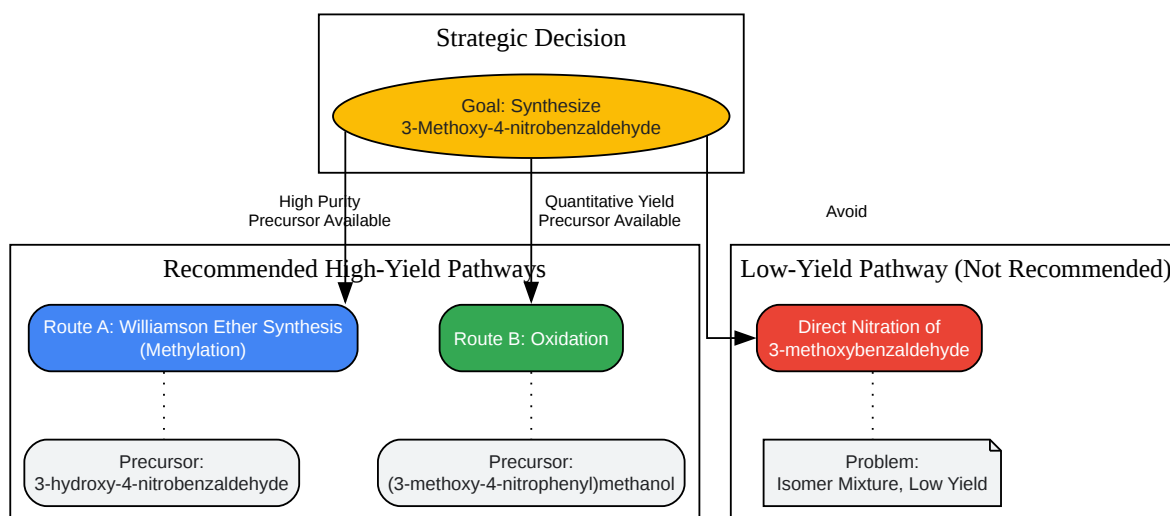 Strategic Decision
Goal: Synthesize
3-Methoxy-4-nitrobenzaldehyde
High Purity
Precursor Available
Quantitative Yield
Precursor Available
Avoid
Recommended High-Yield Pathways
Low-Yield Pathway (Not Recommended)
Route A: Williamson Ether Synthesis
(Methylation)
Route B: Oxidation
Direct Nitration of
3-methoxybenzaldehyde
Precursor:
3-hydroxy-4-nitrobenzaldehyde
Precursor:
(3-methoxy-4-nitrophenyl)methanol
Problem:
Isomer Mixture, Low Yield